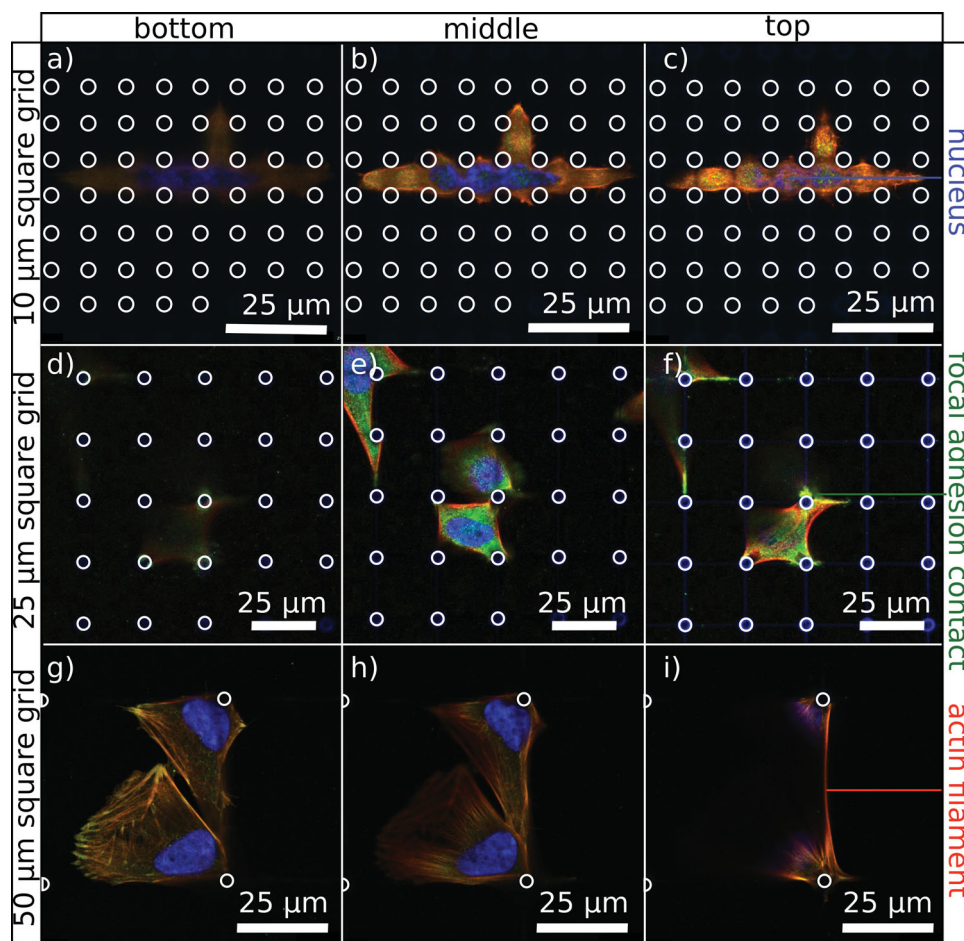 bottom middle top
10 µm square grid
a) b) c)
25 µm 25 µm 25 µm
nucleus
25 µm square grid
d) e) f)
25 µm 25 µm 25 µm
focal adhesion contact
50 µm square grid
g) h) i)
25 µm 25 µm 25 µm
actin filament